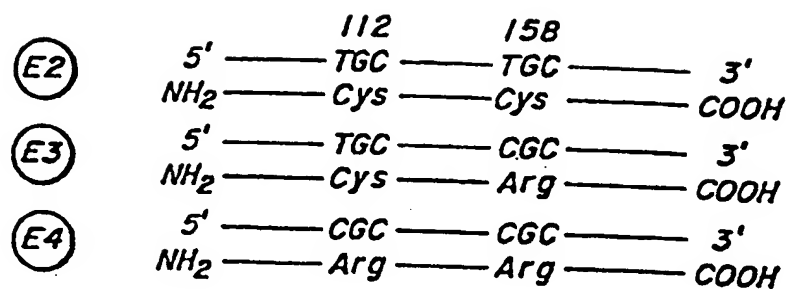 112 158
E2 5' TGC TGC 3'
NH₂ Cys Cys COOH
E3 5' TGC CGC 3'
NH₂ Cys Arg COOH
E4 5' CGC CGC 3'
NH₂ Arg Arg COOH